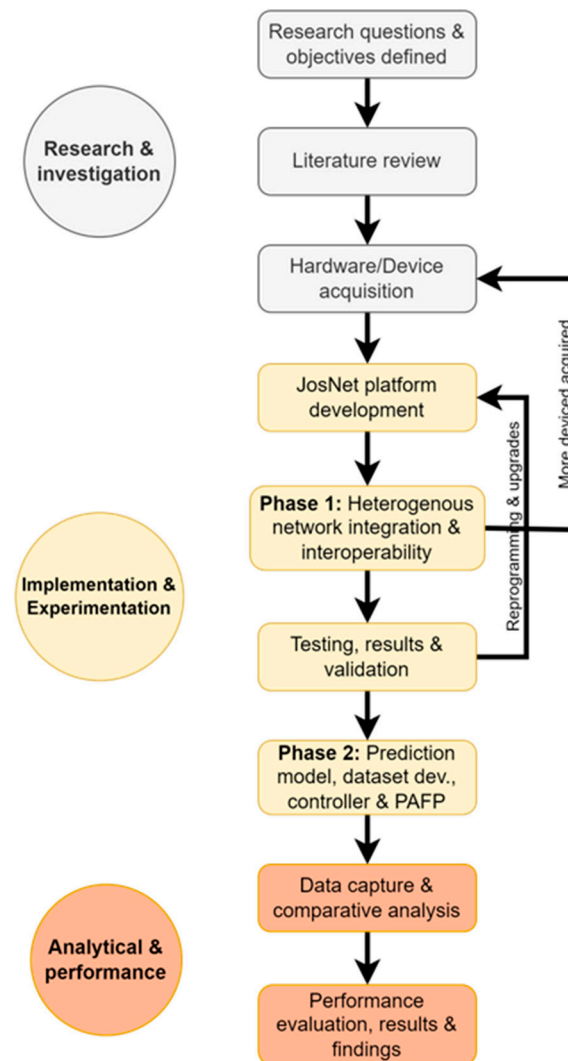 Research questions &
objectives defined
Research &
investigation
Literature review
Hardware/Device
acquisition
More deviced acquired
JosNet platform
development
Reprogramming & upgrades
Phase 1: Heterogenous
network integration &
interoperability
Implementation &
Experimentation
Testing, results &
validation
Phase 2: Prediction
model, dataset dev.,
controller & PAFP
Data capture &
comparative analysis
Analytical &
performance
Performance
evaluation, results &
findings